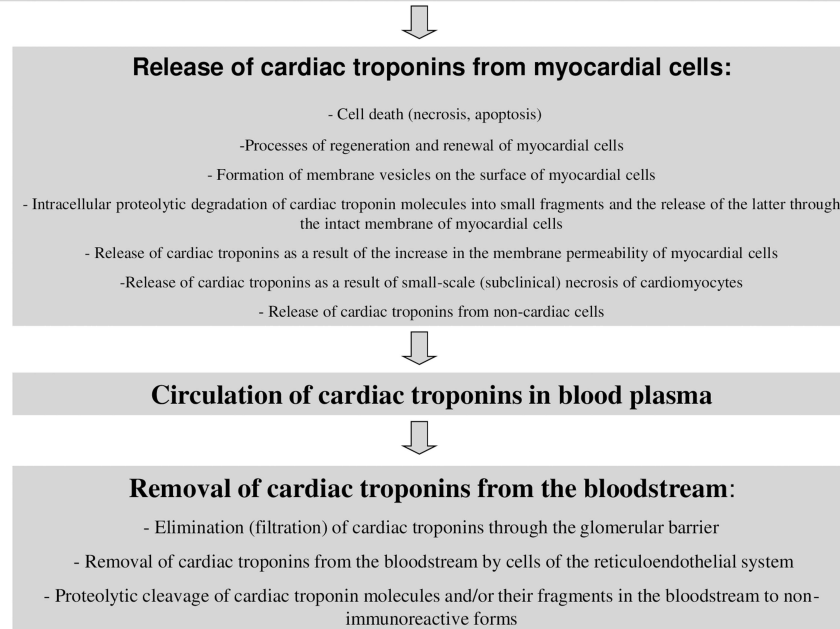 Release of cardiac troponins from myocardial cells:
- Cell death (necrosis, apoptosis)
-Processes of regeneration and renewal of myocardial cells
- Formation of membrane vesicles on the surface of myocardial cells
- Intracellular proteolytic degradation of cardiac troponin molecules into small fragments and the release of the latter through
the intact membrane of myocardial cells
- Release of cardiac troponins as a result of the increase in the membrane permeability of myocardial cells
-Release of cardiac troponins as a result of small-scale (subclinical) necrosis of cardiomyocytes
- Release of cardiac troponins from non-cardiac cells
Circulation of cardiac troponins in blood plasma
Removal of cardiac troponins from the bloodstream:
- Elimination (filtration) of cardiac troponins through the glomerular barrier
- Removal of cardiac troponins from the bloodstream by cells of the reticuloendothelial system
- Proteolytic cleavage of cardiac troponin molecules and/or their fragments in the bloodstream to non-
immunoreactive forms